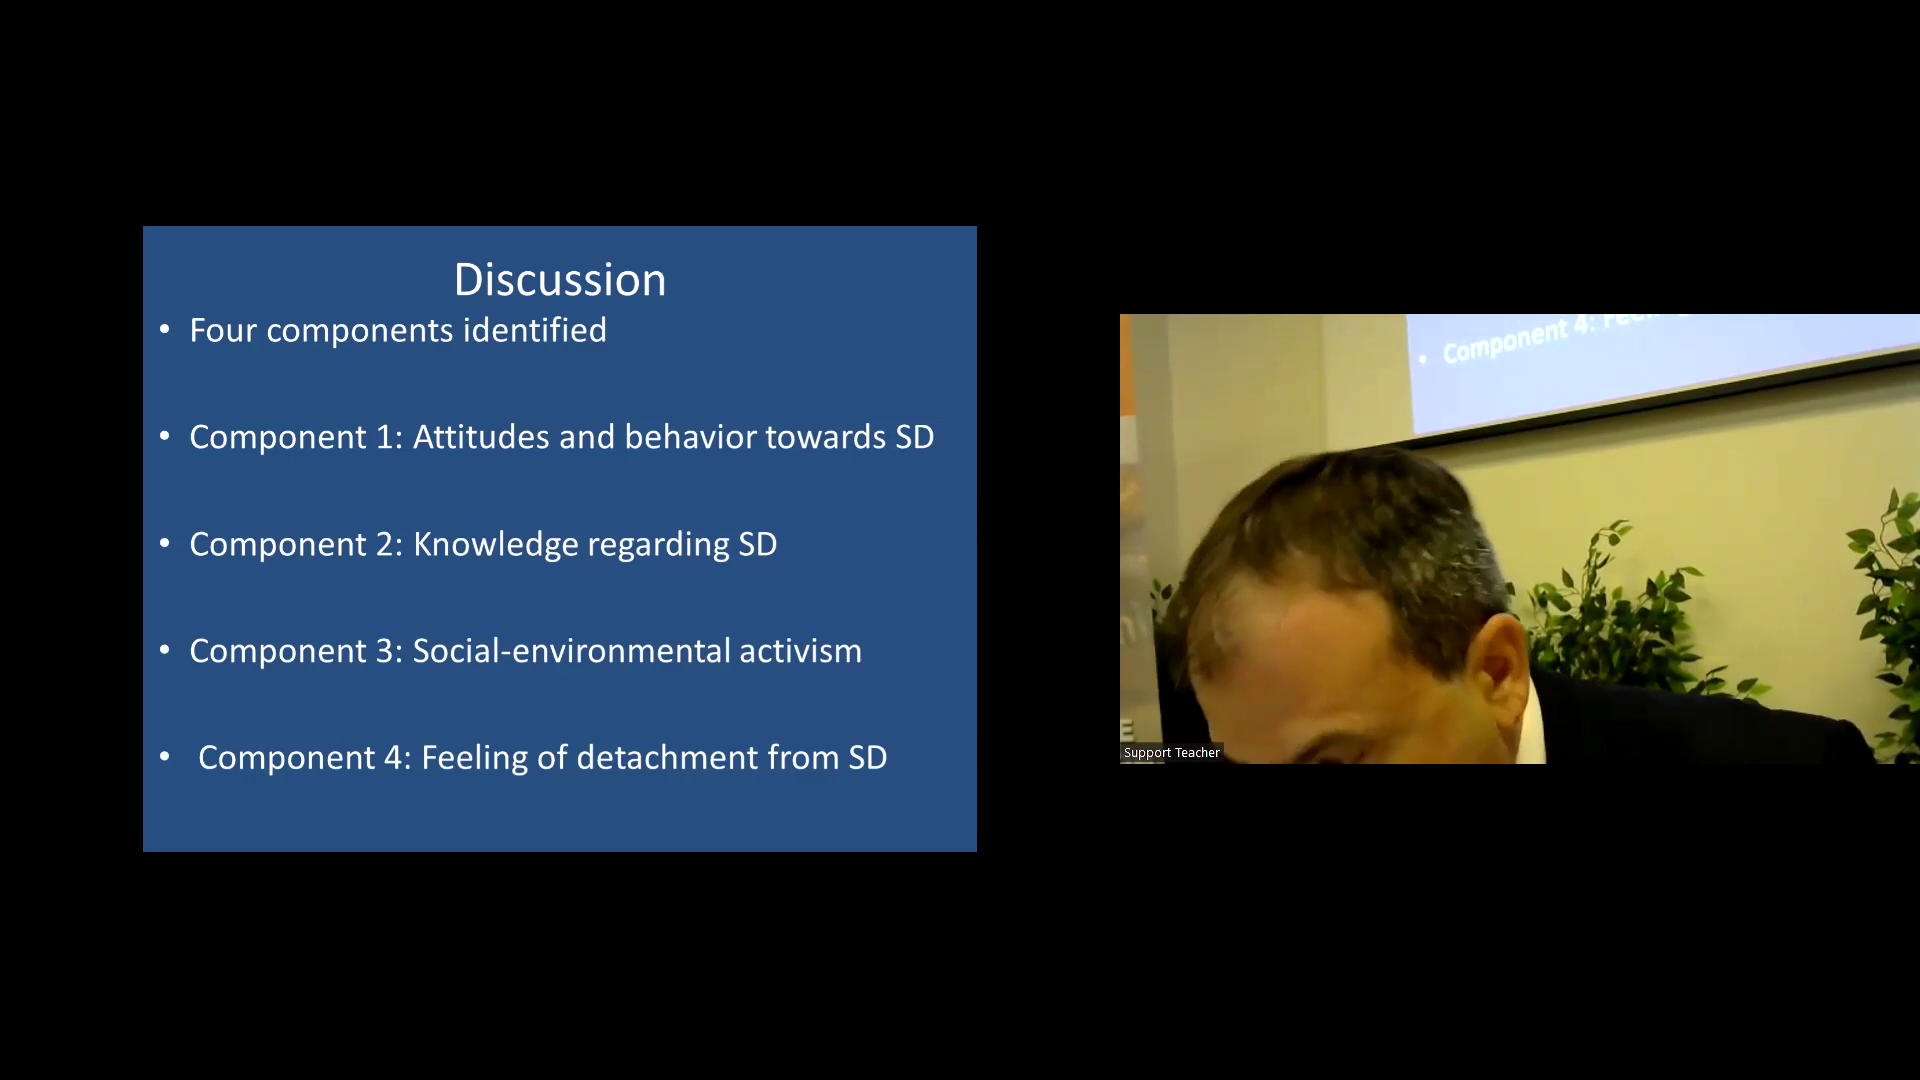 Discussion
• Four components identified
• Component 1: Attitudes and behavior towards SD
• Component 2: Knowledge regarding SD
• Component 3: Social-environmental activism
• Component 4: Feeling of detachment from SD
• Component 4:
Support Teacher